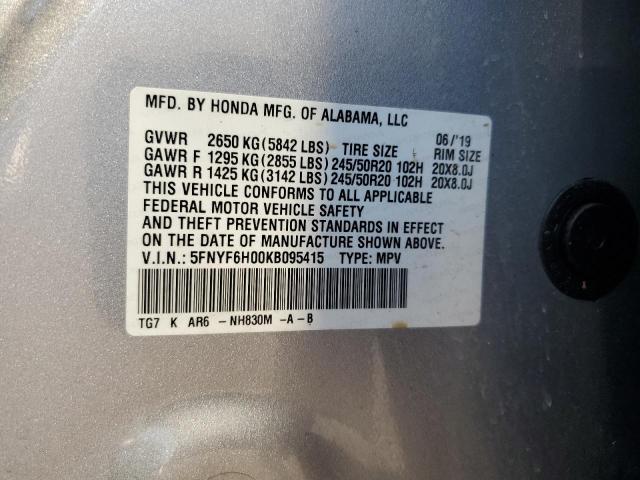 MFD. BY HONDA MFG. OF ALABAMA, LLC
06/'19
GVWR 2650 KG (5842 LBS) TIRE SIZE RIM SIZE
GAWR F 1295 KG (2855 LBS) 245/50R20 102H 20X8.0J
GAWR R 1425 KG (3142 LBS) 245/50R20 102H 20X8.0J
THIS VEHICLE CONFORMS TO ALL APPLICABLE
FEDERAL MOTOR VEHICLE SAFETY
AND THEFT PREVENTION STANDARDS IN EFFECT
ON THE DATE OF MANUFACTURE SHOWN ABOVE.
V.I.N.: 5FNYF6H00KB095415 TYPE: MPV
TG7 K AR6 -NH830M -A-B